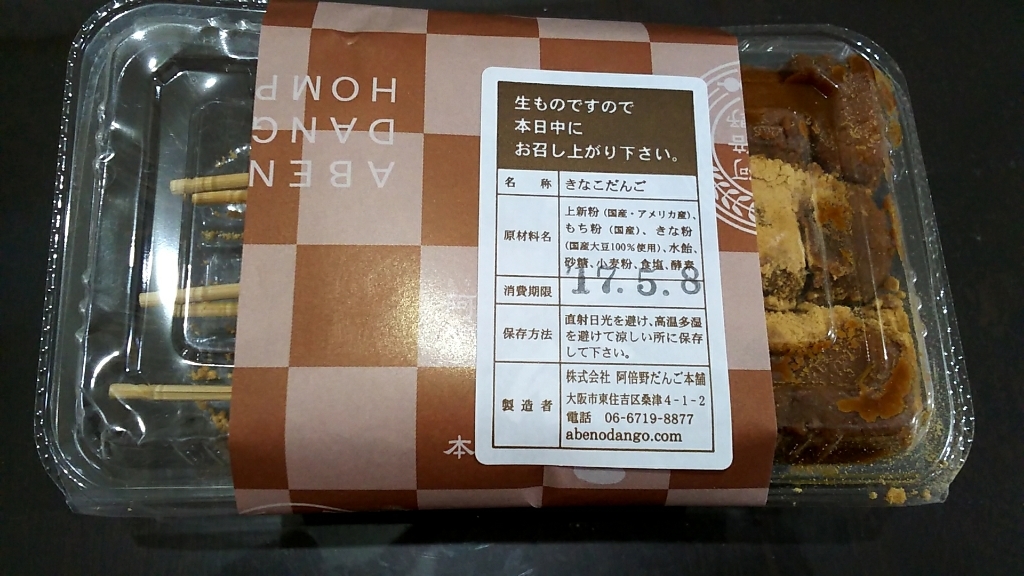 生ものですので
本日中に
お召し上がり下さい。
名称 きなこだんご
原材料名 上新粉(国産・アメリカ産)、
もち粉(国産)、きな粉
(国産大豆100%使用)、水飴、
砂糖、小麦粉、食塩、酵素
消費期限 '17.5.8
保存方法 直射日光を避け、高温多湿
を避けて涼しい所に保存
して下さい。
製造者 株式会社 阿倍野だんご本舗
大阪市東住吉区桑津4-1-2
電話 06-6719-8877
abenodango.com
ABEN
DANG
HOMP
本
阿倍野